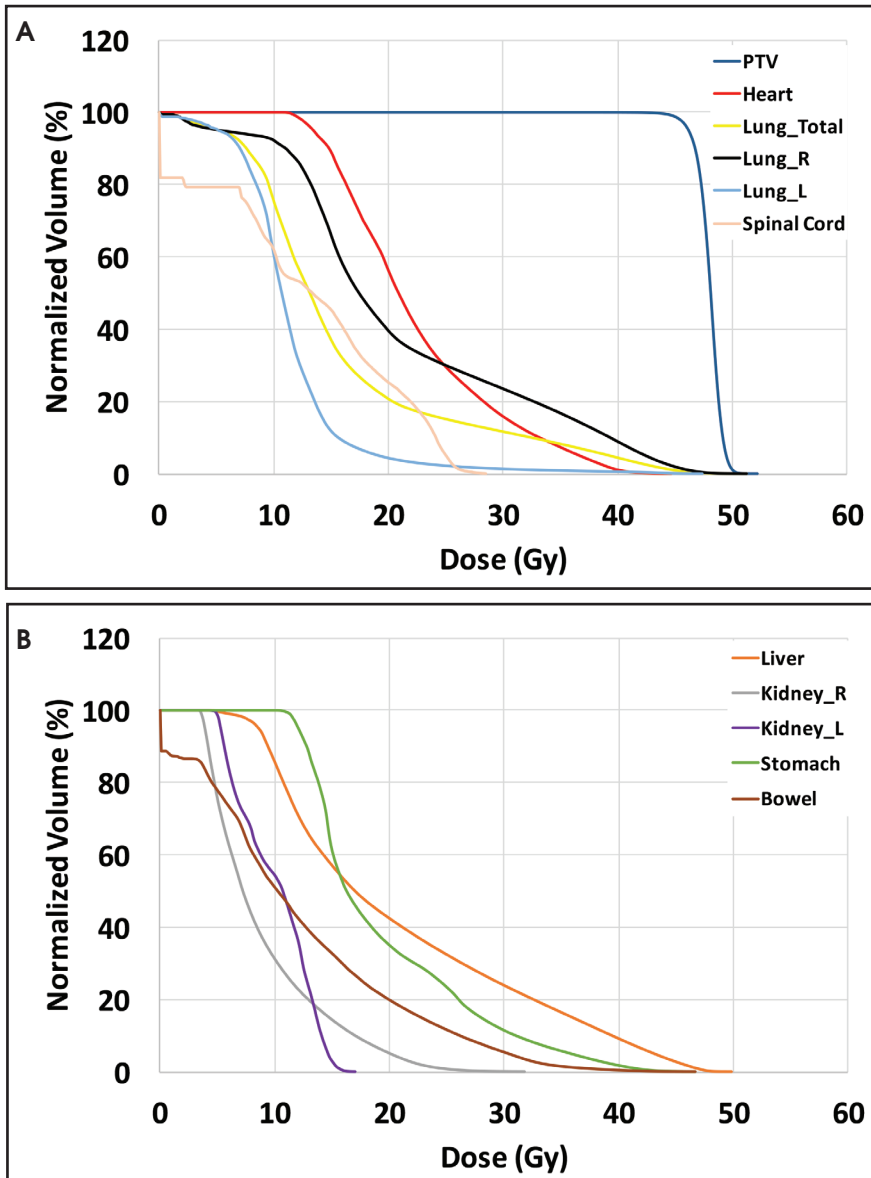 A
120
100
80
60
40
20
0
Normalized Volume (%)
PTV
Heart
Lung_Total
Lung_R
Lung_L
Spinal Cord
0 10 20 30 40 50 60
Dose (Gy)
B
120
100
80
60
40
20
0
Normalized Volume (%)
Liver
Kidney_R
Kidney_L
Stomach
Bowel
0 10 20 30 40 50 60
Dose (Gy)